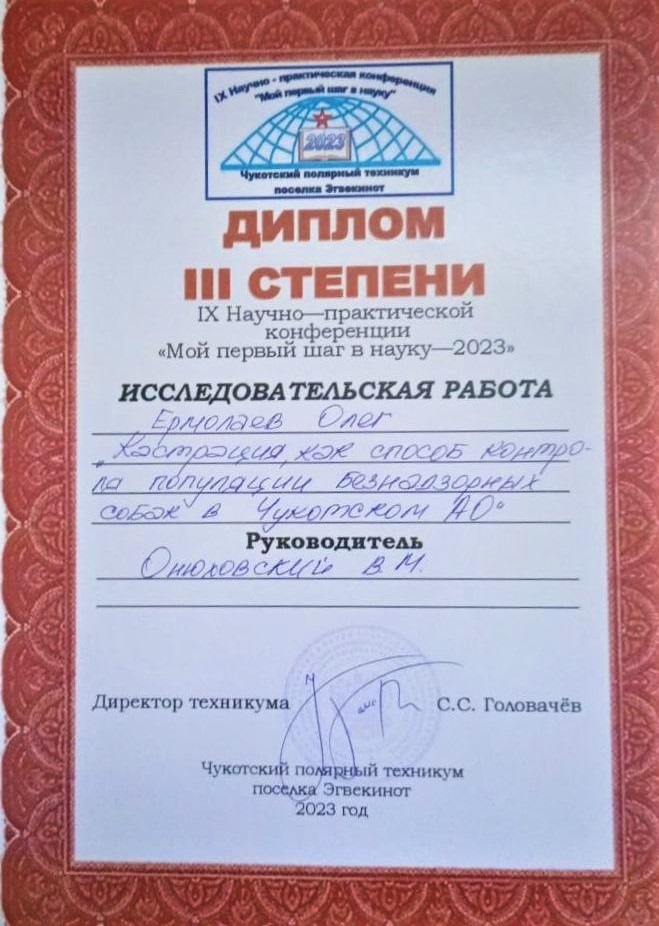 IX Научно - практическая конференция
"Мой первый шаг в науку"
2023
Чукотский полярный техникум
поселка Эгвекинот
ДИПЛОМ
III СТЕПЕНИ
IX Научно—практической
конференции
«Мой первый шаг в науку—2023»
ИССЛЕДОВАТЕЛЬСКАЯ РАБОТА
Ермолаев Олег
„Кастрация, как способ контро-
ля популяции безнадзорных
собак в Чукотском АО"
Руководитель
Онюховский В.М.
Директор техникума С.С. Головачёв
Чукотский полярный техникум
поселка Эгвекинот
2023 год